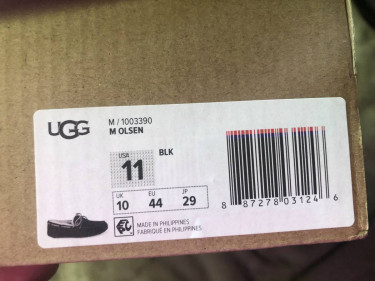 UGG
M / 1003390
M OLSEN
USA
11
BLK
UK EU JP
10 44 29
MADE IN PHILIPPINES
FABRIQUÉ EN PHILIPPINES
8 87278 03124 6